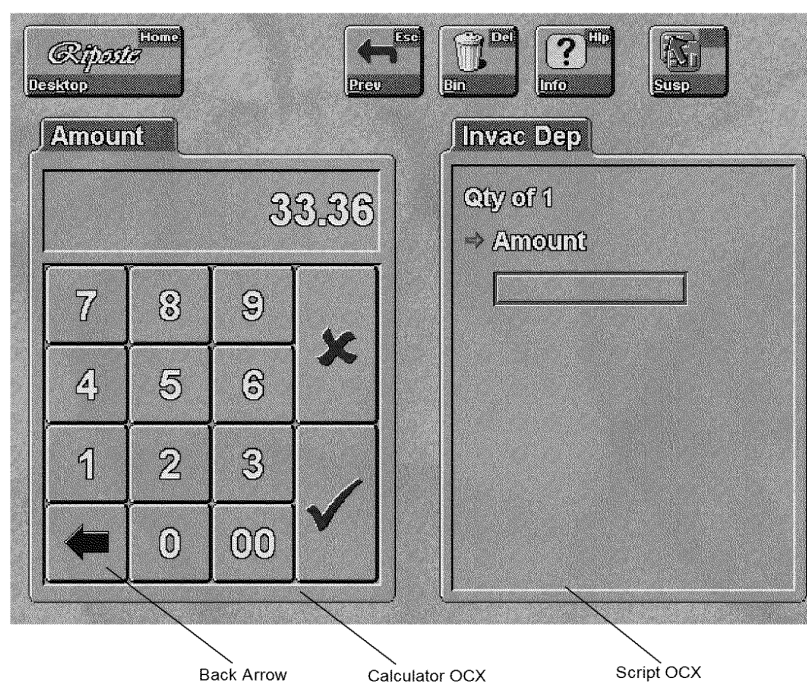 Riposte Home
Desktop
Esc
Prev
Del
Bin
?
Hlp
Info
Susp
Amount
33.36
7 8 9
4 5 6
1 2 3
0 00
Invac Dep
Qty of 1
⇒ Amount
Back Arrow
Calculator OCX
Script OCX